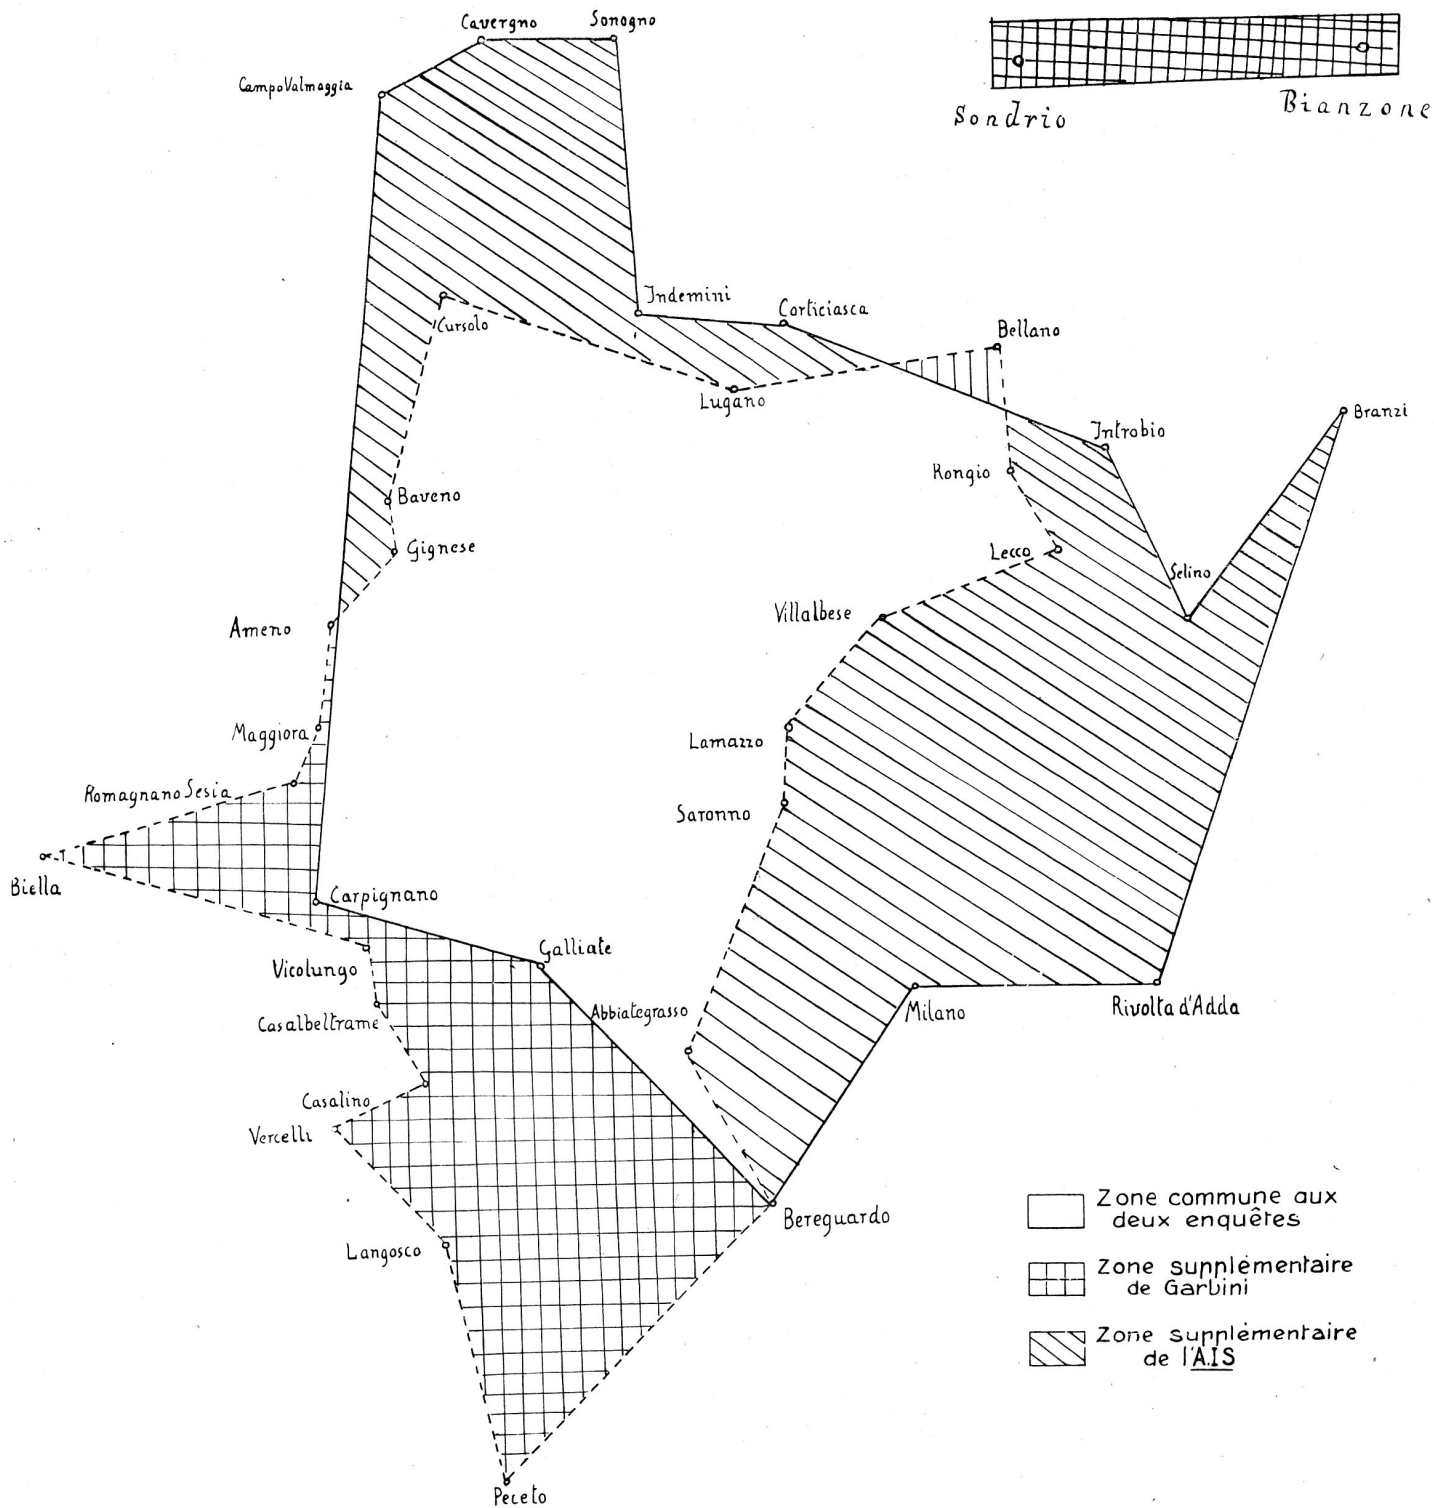 Cavergno
Sonogno
CampoValmaggia
Sondrio
Bianzone
Indemini
Corticiasca
Cursolo
Bellano
Lugano
Branzi
Introbio
Rongio
Baveno
Gignese
Lecco
Selino
Villalbese
Ameno
Maggiora
Lamazzo
Romagnano Sesia
Saronno
Biella
Carpignano
Galliate
Vicolungo
Abbiategrasso
Milano
Rivolta d'Adda
Casalbeltrame
Casalino
Vercelli
Bereguardo
Langosco
Peceto
Zone commune aux
deux enquêtes
Zone supplémentaire
de Garbini
Zone supplémentaire
de l'A.IS